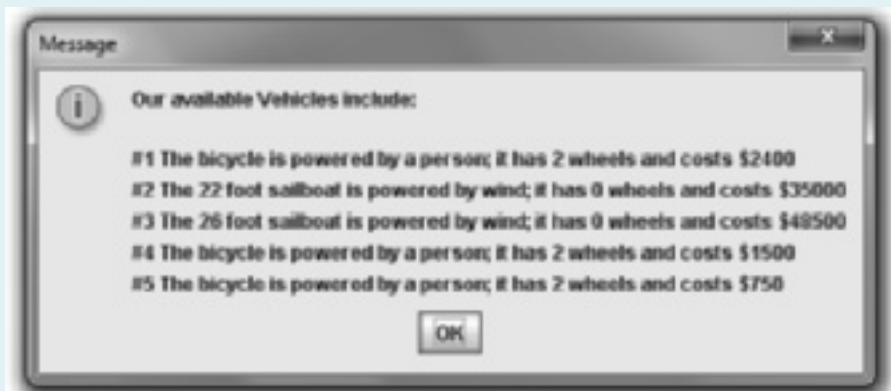 Message
x
Our available Vehicles include:
#1 The bicycle is powered by a person; it has 2 wheels and costs $2400
#2 The 22 foot sailboat is powered by wind; it has 0 wheels and costs $35000
#3 The 26 foot sailboat is powered by wind; it has 0 wheels and costs $48500
#4 The bicycle is powered by a person; it has 2 wheels and costs $1500
#5 The bicycle is powered by a person; it has 2 wheels and costs $750
OK